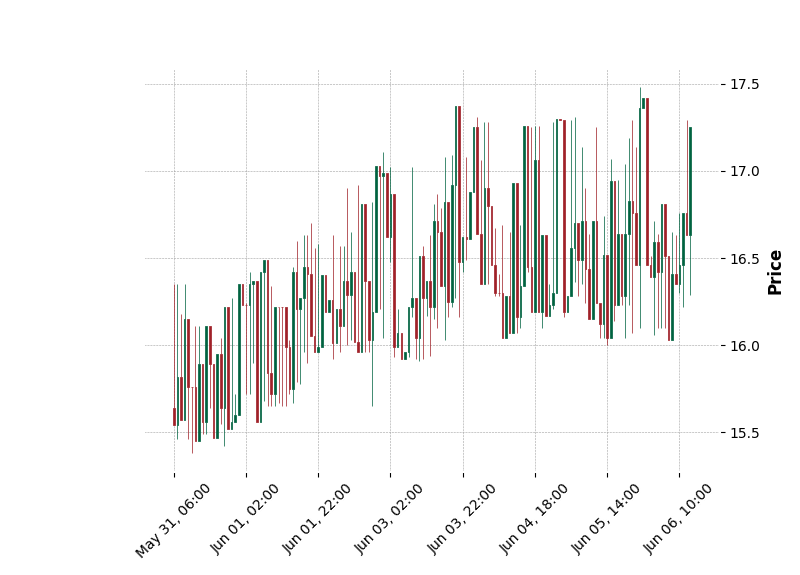 17.5
17.0
16.5
16.0
15.5
Price
May 31, 06:00
Jun 01, 02:00
Jun 01, 22:00
Jun 03, 02:00
Jun 03, 22:00
Jun 04, 18:00
Jun 05, 14:00
Jun 06, 10:00